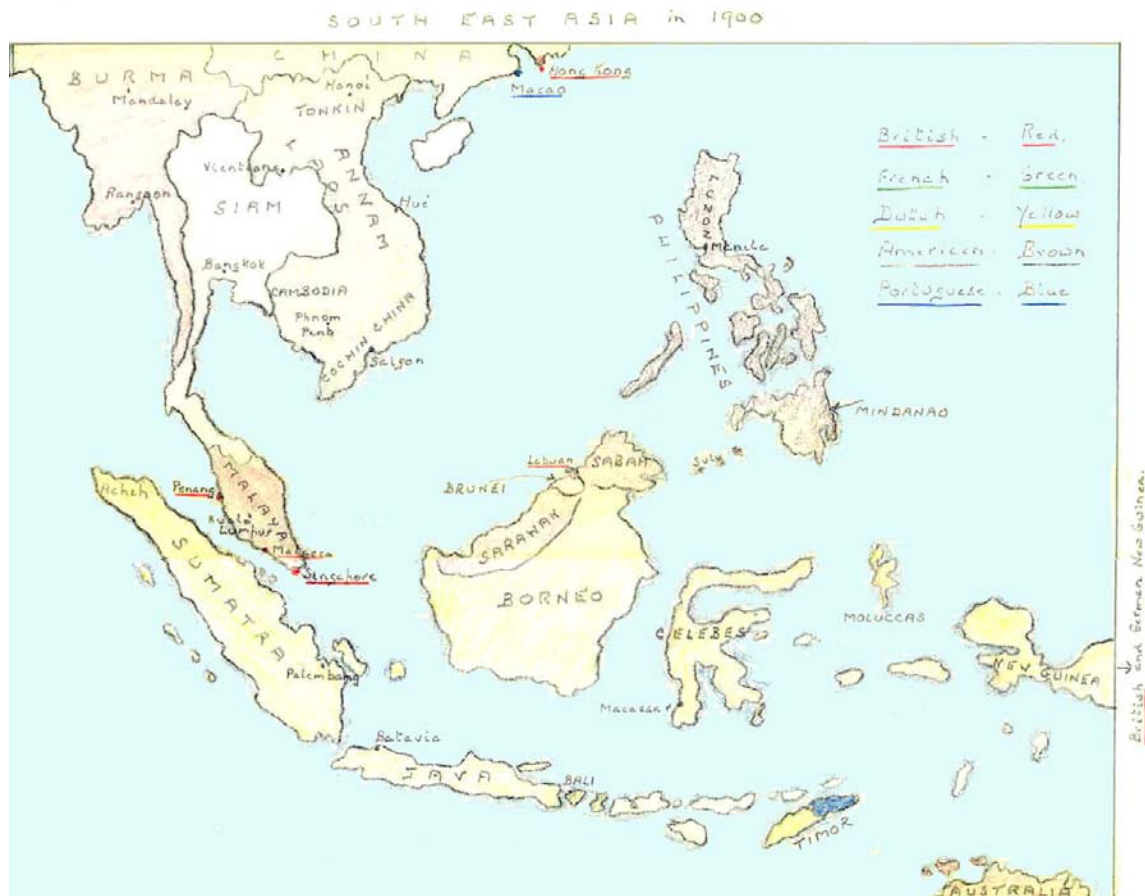 SOUTH EAST ASIA in 1900
CHINA
BURMA
Mandalay
Hanoi
TONKIN
Hong Kong
Macao
British - Red.
French - Green
Dutch - Yellow
American - Brown
Portuguese - Blue
Vientiane
LAOS
ANNAM
Hué
Rangoon
SIAM
Bangkok
CAMBODIA
Phnom
Penh
COCHIN CHINA
Saigon
LUZON
Manila
PHILIPPINES
MINDANAO
Sulu
Labuan
SABAH
BRUNEI
SARAWAK
BORNEO
Acheh
Penang
MALAYA
Kuala
Lumpur
Malacca
Singapore
SUMATRA
Palembang
CELEBES
Macassar
MOLUCCAS
NEW GUINEA
British and German New Guinea.
Batavia
JAVA
BALI
TIMOR
AUSTRALIA